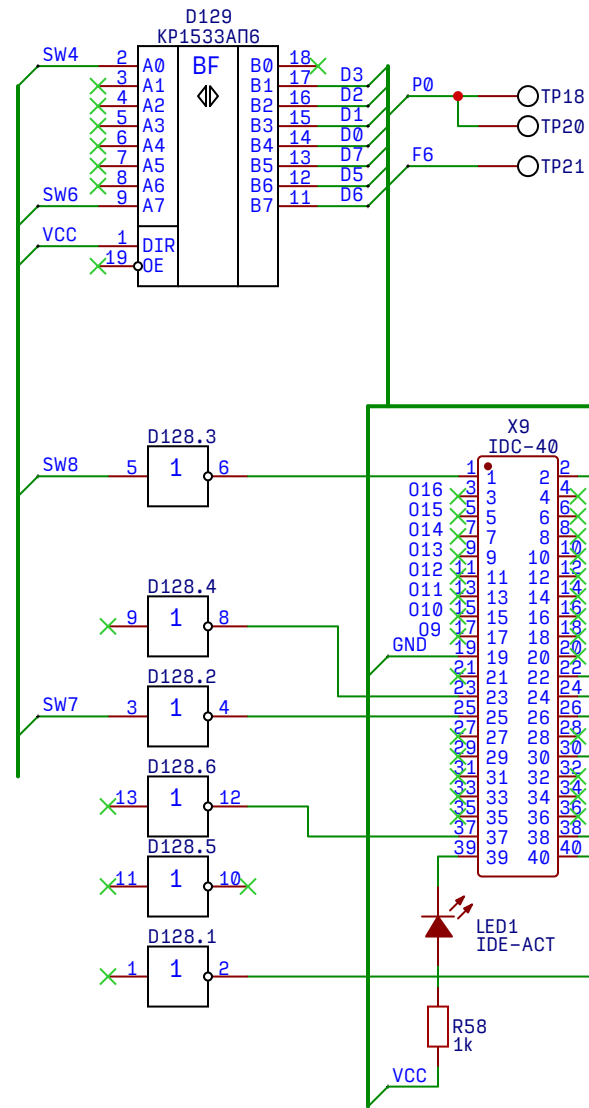 D129
КР1533АП6
BF
SW4 2 A0 B0 18
3 A1 B1 17 D3
4 A2 B2 16 D2
5 A3 B3 15 D1
6 A4 B4 14 D0
7 A5 B5 13 D7
8 A6 B6 12 D5
SW6 9 A7 B7 11 D6
VCC 1 DIR
19 OE
P0 TP18
TP20
F6 TP21
D128.3
SW8 5 1 6
D128.4
9 1 8
D128.2
SW7 3 1 4
D128.6
13 1 12
D128.5
11 1 10
D128.1
1 1 2
X9
IDC-40
1 1 2 2
O16 3 3 4 4
O15 5 5 6 6
O14 7 7 8 8
O13 9 9 10 10
O12 11 11 12 12
O11 13 13 14 14
O10 15 15 16 16
O9 17 17 18 18
GND 19 19 20 20
21 21 22 22
23 23 24 24
25 25 26 26
27 27 28 28
29 29 30 30
31 31 32 32
33 33 34 34
35 35 36 36
37 37 38 38
39 39 40 40
LED1
IDE-ACT
R58
1k
VCC